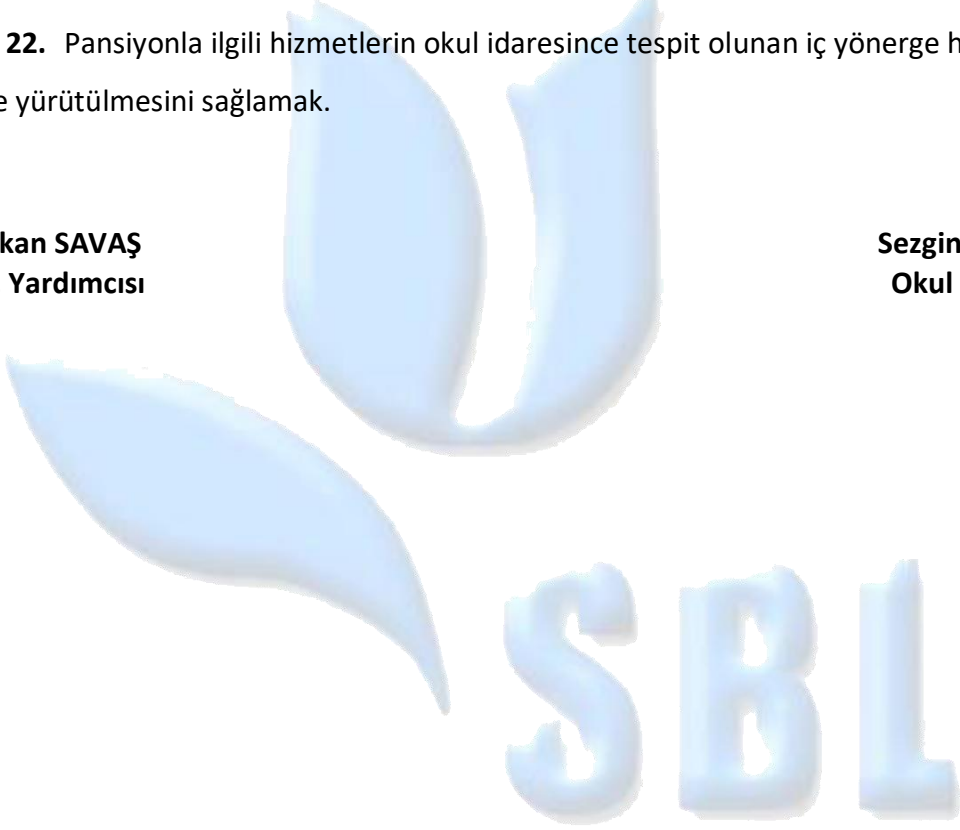 22. Pansiyonla ilgili hizmetlerin okul idaresince tespit olunan iç yönerge h
e yürütülmesini sağlamak.
kan SAVAŞ Sezgin
Yardımcısı Okul
SBL